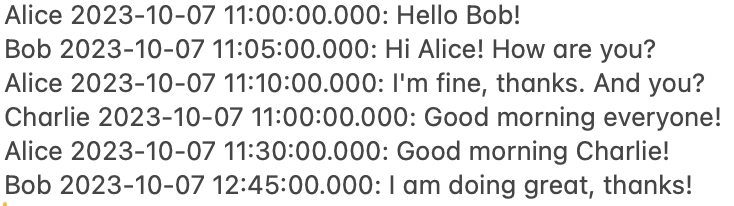 Alice 2023-10-07 11:00:00.000: Hello Bob!
Bob 2023-10-07 11:05:00.000: Hi Alice! How are you?
Alice 2023-10-07 11:10:00.000: I'm fine, thanks. And you?
Charlie 2023-10-07 11:00:00.000: Good morning everyone!
Alice 2023-10-07 11:30:00.000: Good morning Charlie!
Bob 2023-10-07 12:45:00.000: I am doing great, thanks!